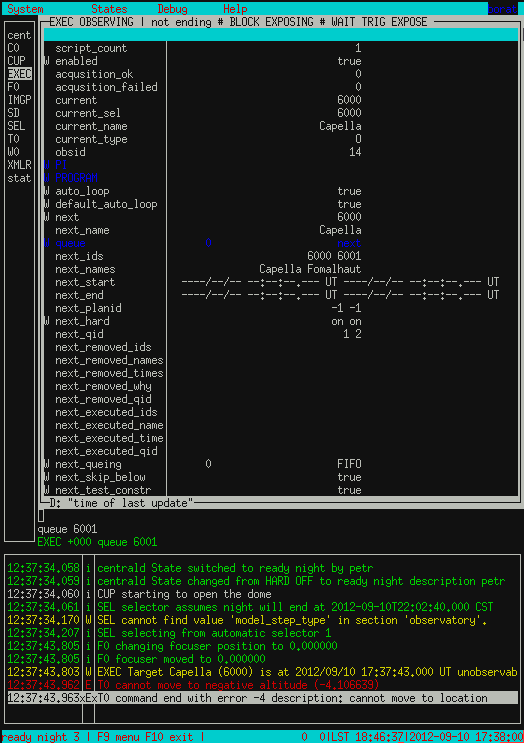 System States Debug Help
EXEC OBSERVING | not ending # BLOCK EXPOSING # WAIT TRIG EXPOSE
cent
C0
CUP
EXEC
F0
IMGP
SD
SEL
T0
W0
XMLR
stat
script_count 1
W enabled true
acqusition_ok 0
acqusition_failed 0
current 6000
current_sel 6000
current_name Capella
current_type O
obsid 14
W PI
W PROGRAM
W auto_loop true
W default_auto_loop true
W next 6000
next_name Capella
W queue 0 next
next_ids 6000 6001
next_names Capella Fomalhaut
next_start ----/--/-- --:--:--.--- UT ----/--/-- --:--:--.--- UT
next_end ----/--/-- --:--:--.--- UT ----/--/-- --:--:--.--- UT
next_planid -1 -1
W next_hard on on
next_qid 1 2
next_removed_ids
next_removed_names
next_removed_times
next_removed_why
next_removed_qid
next_executed_ids
next_executed_name
next_executed_time
next_executed_qid
W next_queing 0 FIFO
W next_skip_below true
W next_test_constr true
D: "time of last update"
queue 6001
EXEC +000 queue 6001
12:37:34.058 i centrald State switched to ready night by petr
12:37:34.059 i centrald State changed from HARD OFF to ready night description petr
12:37:34.060 i CUP starting to open the dome
12:37:34.061 i SEL selector assumes night will end at 2012-09-10T22:02:40.000 CST
12:37:34.170 W SEL cannot find value 'model_step_type' in section 'observatory'.
12:37:34.207 i SEL selecting from automatic selector 1
12:37:43.805 i F0 changing focuser position to 0.000000
12:37:43.805 i F0 focuser moved to 0.000000
12:37:43.803 W EXEC Target Capella (6000) is at 2012/09/10 17:37:43.000 UT unobservab
12:37:43.962 E T0 cannot move to negative altitude (-4.106639)
12:37:43.963xExT0 command end with error -4 description: cannot move to location
ready night 3 | F9 menu F10 exit | 0 0|LST 18:46:37|2012-09-10 17:38:00